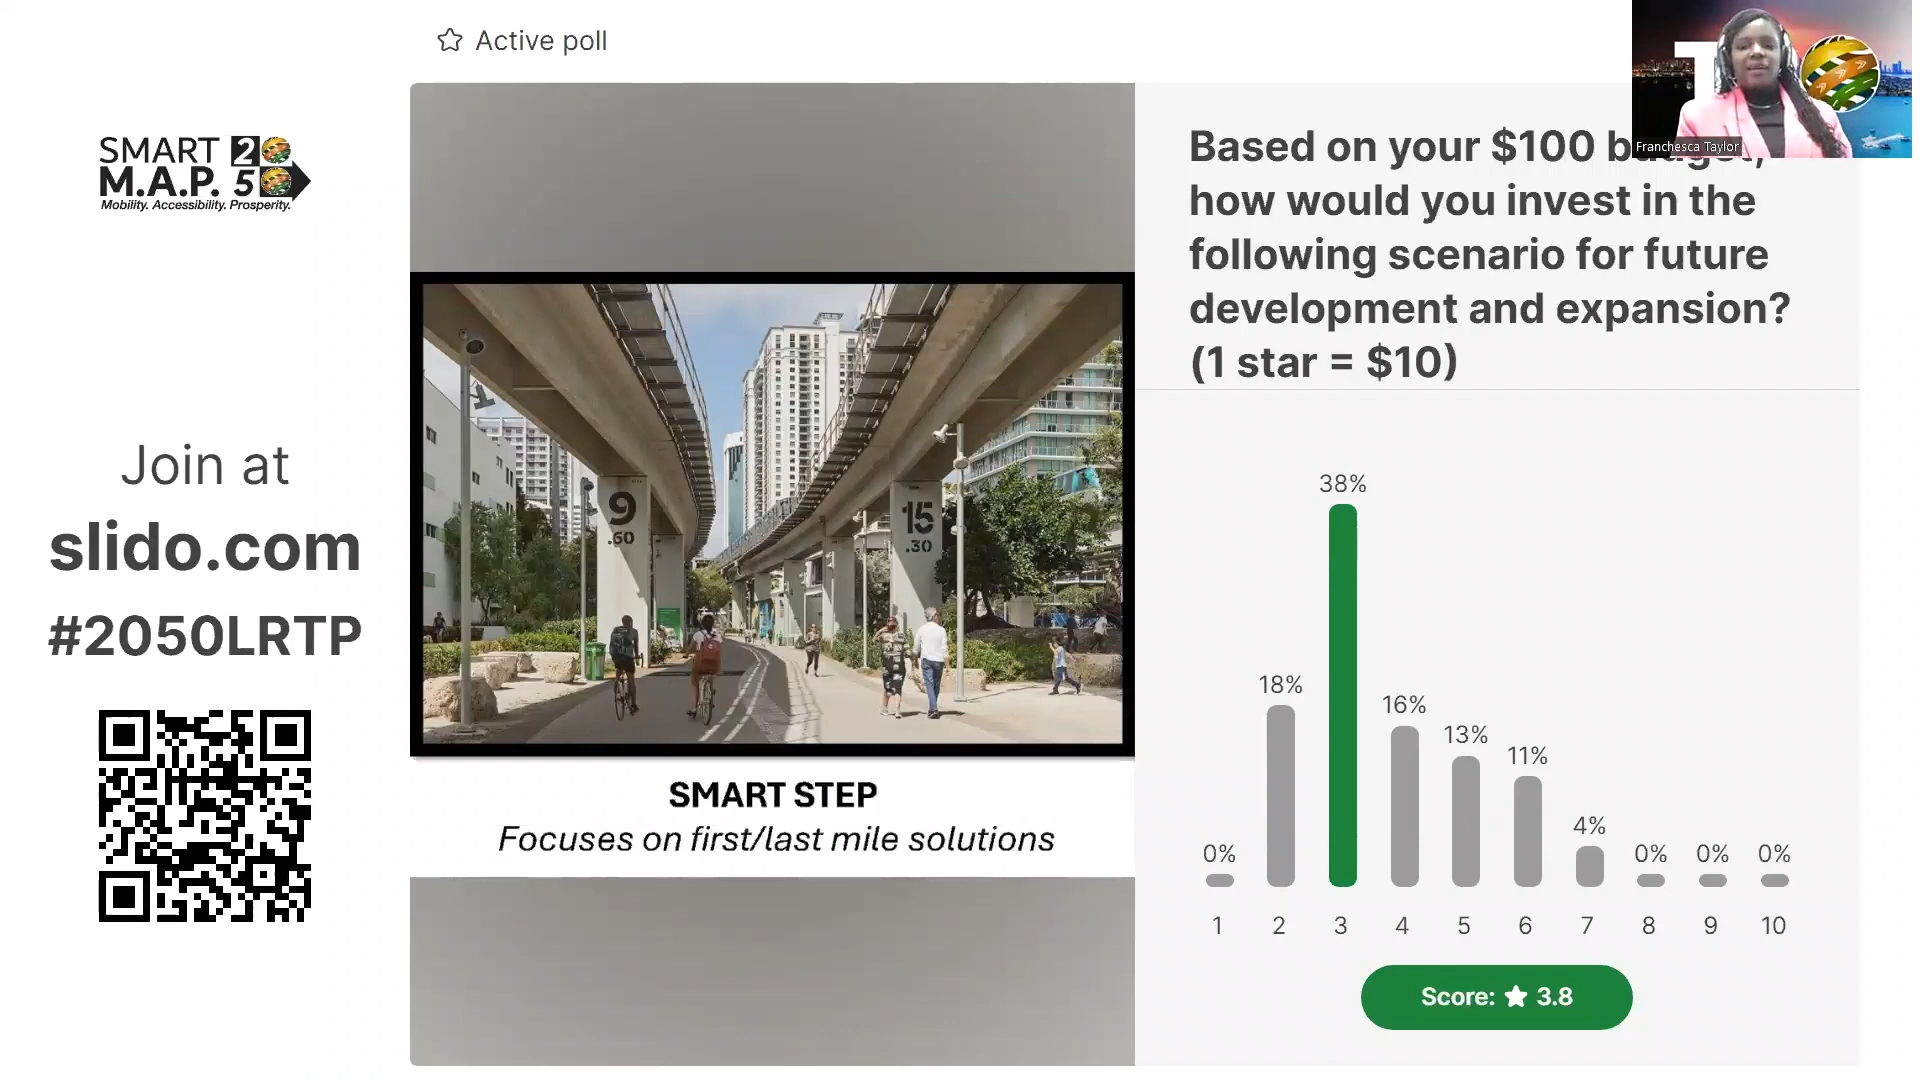 Active poll
SMART 20
M.A.P. 50
Mobility. Accessibility. Prosperity.
Join at
slido.com
#2050LRTP
9
.60
15
.30
SMART STEP
Focuses on first/last mile solutions
Franchesca Taylor
Based on your $100 budget,
how would you invest in the
following scenario for future
development and expansion?
(1 star = $10)
0% 18% 38% 16% 13% 11% 4% 0% 0% 0%
1 2 3 4 5 6 7 8 9 10
Score: ★ 3.8